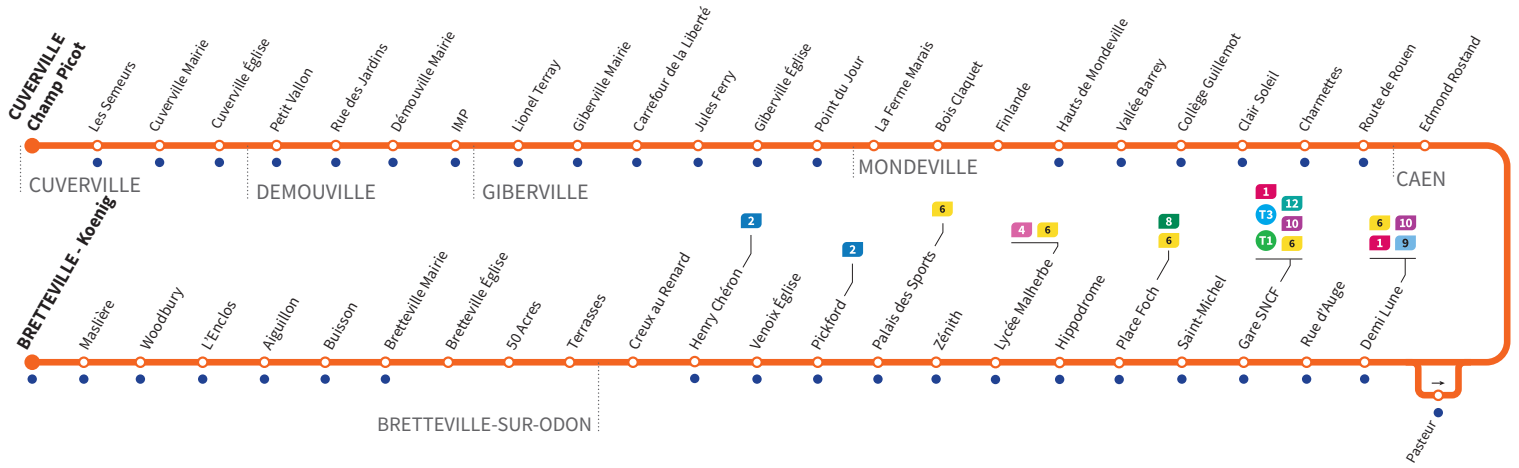 CUVERVILLE
Champ Picot
Les Semeurs
Cuverville Mairie
Cuverville Église
Petit Vallon
Rue des Jardins
Démouville Mairie
IMP
Lionel Terray
Giberville Mairie
Carrefour de la Liberté
Jules Ferry
Giberville Église
Point du Jour
La Ferme Marais
Bois Claquet
Finlande
Hauts de Mondeville
Vallée Barrey
Collège Guillemot
Clair Soleil
Charmettes
Route de Rouen
Edmond Rostand
CUVERVILLE
DEMOUVILLE
GIBERVILLE
MONDEVILLE
CAEN
BRETTEVILLE - Koenig
Maslière
Woodbury
L'Enclos
Aiguillon
Buisson
Bretteville Mairie
Bretteville Église
50 Acres
Terrasses
Creux au Renard
Henry Chéron
2
Venoix Église
Pickford
2
Palais des Sports
6
Zénith
Lycée Malherbe
4 6
Hippodrome
Place Foch
8
6
Saint-Michel
Gare SNCF
1
T3 12
10
T1 6
Rue d'Auge
Demi Lune
6 10
1 9
→
Pasteur
BRETTEVILLE-SUR-ODON